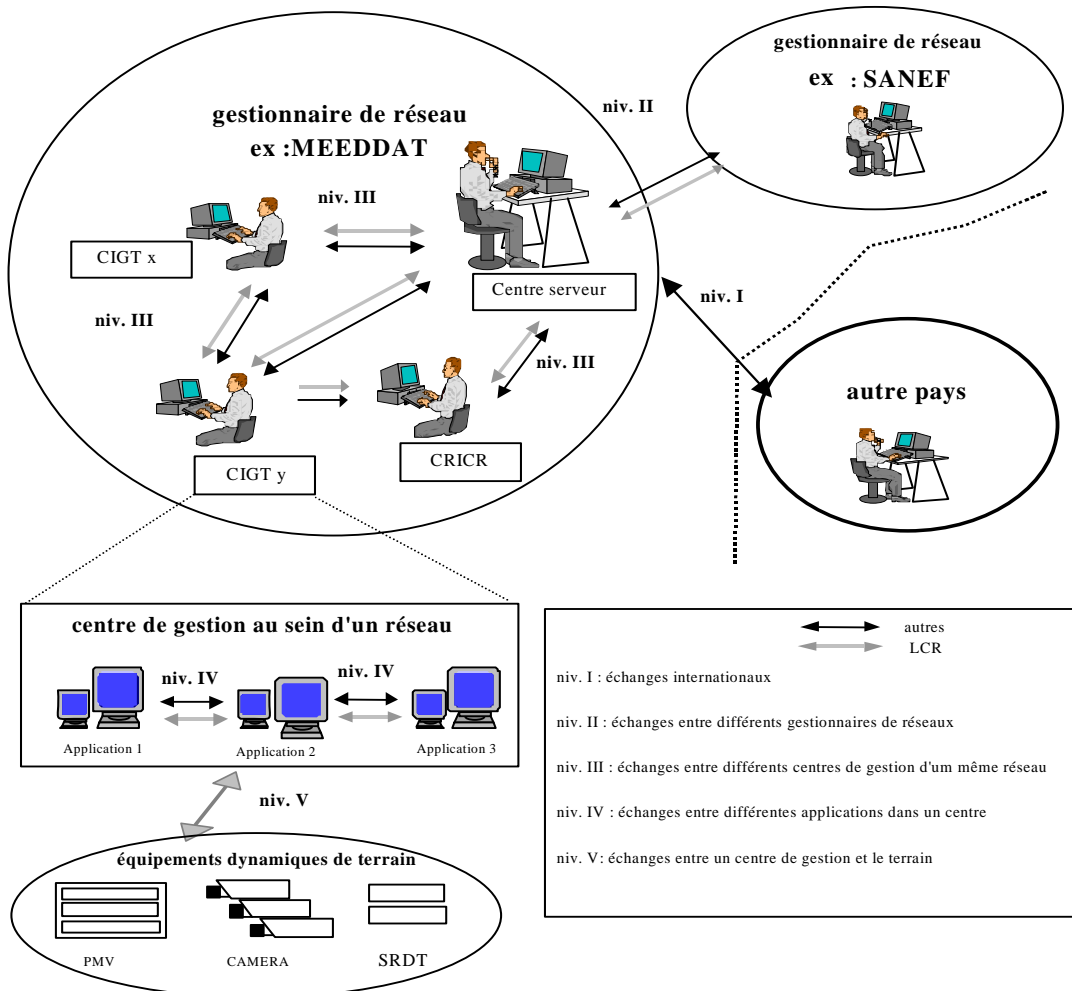 gestionnaire de réseau
ex : SANEF
niv. II
gestionnaire de réseau
ex :MEEDDAT
niv. III
CIGT x
Centre serveur
niv. I
niv. III
niv. III
autre pays
CRICR
CIGT y
centre de gestion au sein d'un réseau
niv. IV
niv. IV
Application 1
Application 2
Application 3
autres
LCR
niv. I : échanges internationaux
niv. II : échanges entre différents gestionnaires de réseaux
niv. III : échanges entre différents centres de gestion d'um même réseau
niv. IV : échanges entre différentes applications dans un centre
niv. V: échanges entre un centre de gestion et le terrain
niv. V
équipements dynamiques de terrain
PMV
CAMERA
SRDT